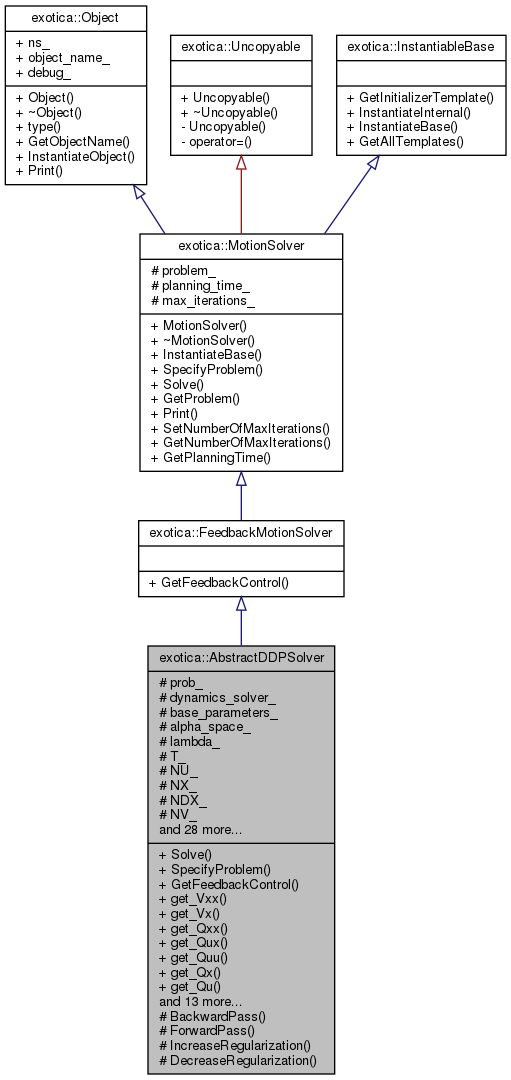 exotica::Object
+ ns_
+ object_name_
+ debug_
+ Object()
+ ~Object()
+ type()
+ GetObjectName()
+ InstantiateObject()
+ Print()
exotica::Uncopyable
+ Uncopyable()
+ ~Uncopyable()
- Uncopyable()
- operator=()
exotica::InstantiableBase
+ GetInitializerTemplate()
+ InstantiateInternal()
+ InstantiateBase()
+ GetAllTemplates()
exotica::MotionSolver
# problem_
# planning_time_
# max_iterations_
+ MotionSolver()
+ ~MotionSolver()
+ InstantiateBase()
+ SpecifyProblem()
+ Solve()
+ GetProblem()
+ Print()
+ SetNumberOfMaxIterations()
+ GetNumberOfMaxIterations()
+ GetPlanningTime()
exotica::FeedbackMotionSolver
+ GetFeedbackControl()
exotica::AbstractDDPSolver
# prob_
# dynamics_solver_
# base_parameters_
# alpha_space_
# lambda_
# T_
# NU_
# NX_
# NDX_
# NV_
and 28 more...
+ Solve()
+ SpecifyProblem()
+ GetFeedbackControl()
+ get_Vxx()
+ get_Vx()
+ get_Qxx()
+ get_Qux()
+ get_Quu()
+ get_Qx()
+ get_Qu()
and 13 more...
# BackwardPass()
# ForwardPass()
# IncreaseRegularization()
# DecreaseRegularization()